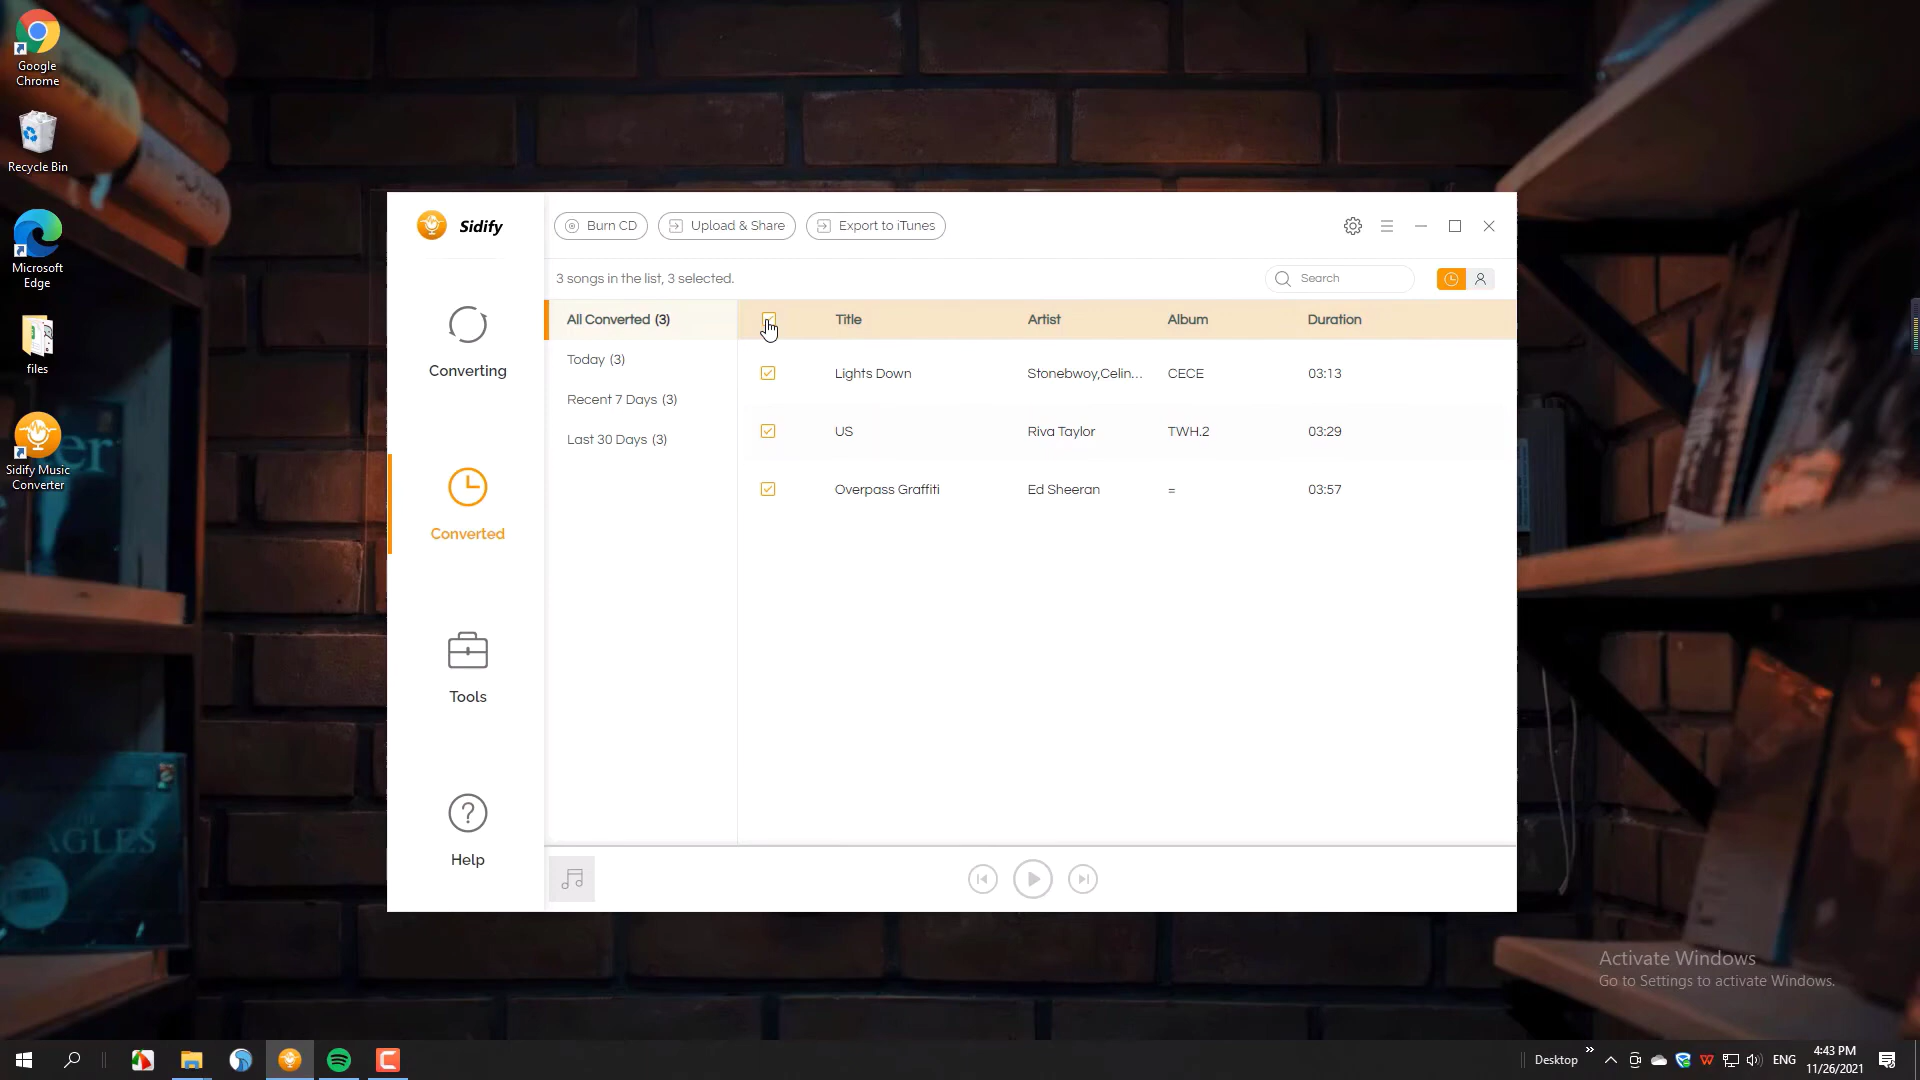 Google
Chrome
Recycle Bin
Microsoft
Edge
files
Sidify Music
Converter
Sidify
Burn CD
Upload & Share
Export to iTunes
3 songs in the list, 3 selected.
Search
Converting
Converted
Tools
Help
All Converted (3)
Today (3)
Recent 7 Days (3)
Last 30 Days (3)
Title Artist Album Duration
Lights Down Stonebwoy,Celin... CECE 03:13
US Riva Taylor TWH.2 03:29
Overpass Graffiti Ed Sheeran = 03:57
EAGLES
Activate Windows
Go to Settings to activate Windows.
Desktop
ENG
4:43 PM
11/26/2021